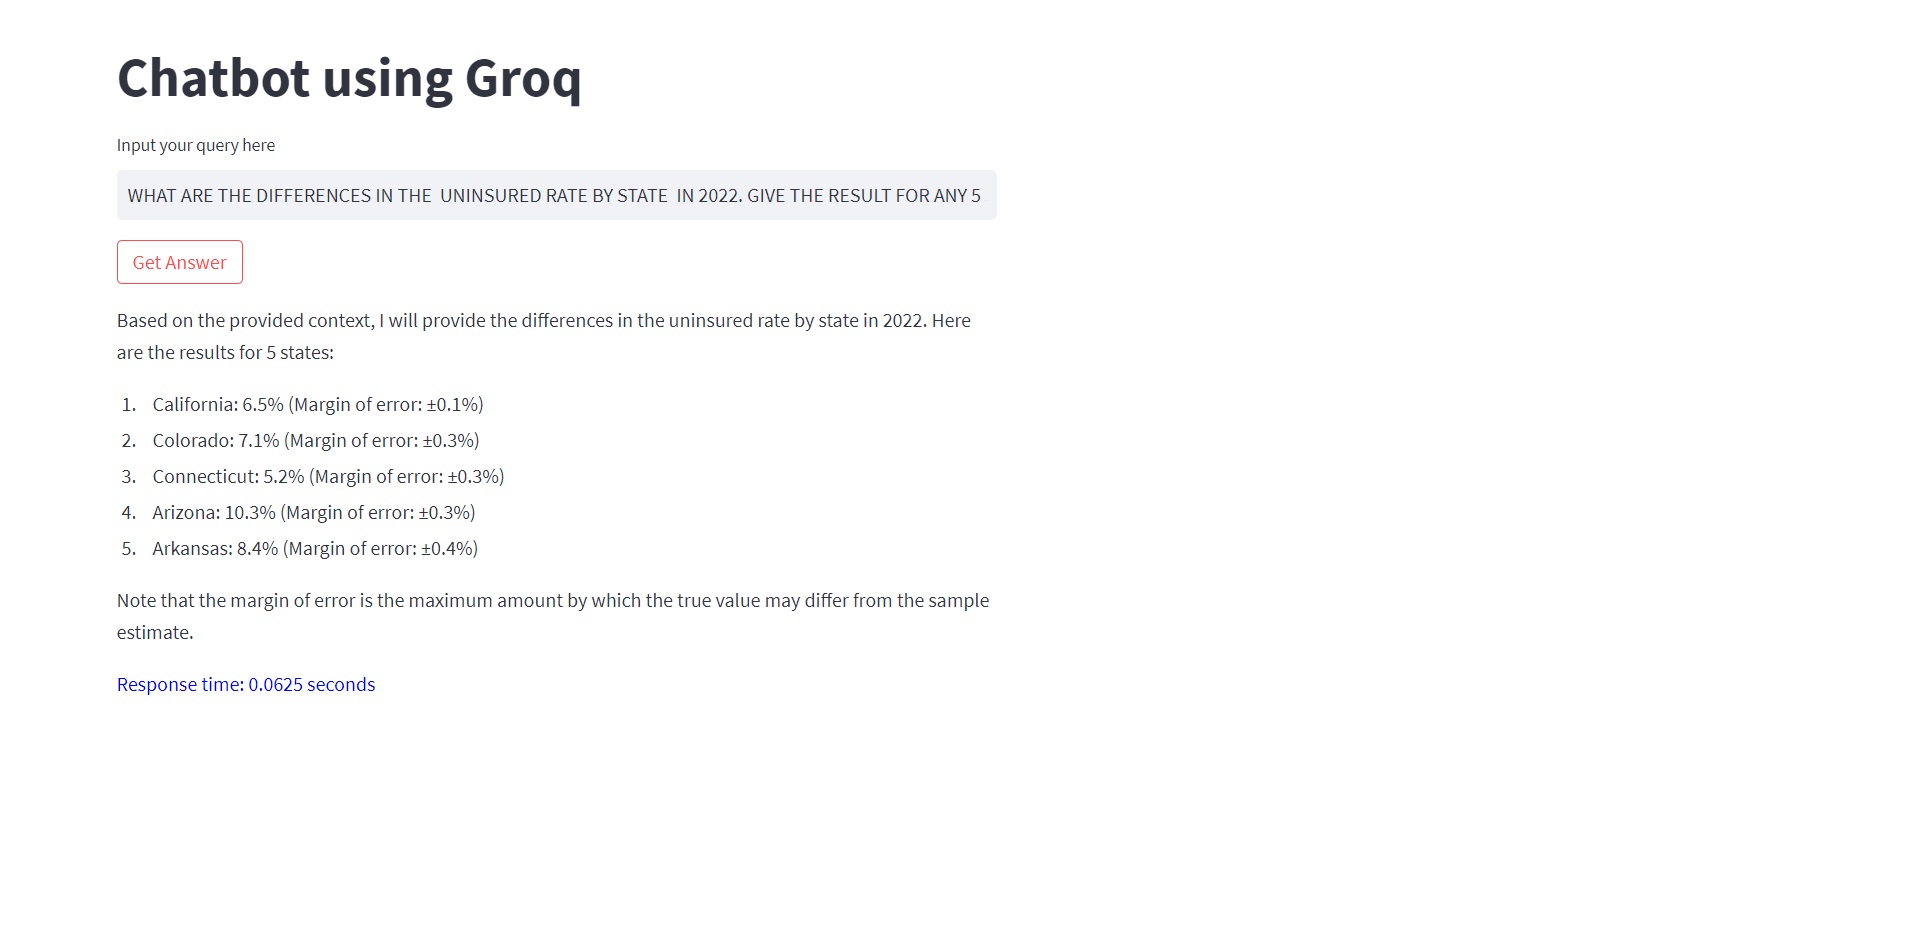 Chatbot using Groq
Input your query here
WHAT ARE THE DIFFERENCES IN THE  UNINSURED RATE BY STATE  IN 2022. GIVE THE RESULT FOR ANY 5
Get Answer
Based on the provided context, I will provide the differences in the uninsured rate by state in 2022. Here
are the results for 5 states:
1. California: 6.5% (Margin of error: ±0.1%)
2. Colorado: 7.1% (Margin of error: ±0.3%)
3. Connecticut: 5.2% (Margin of error: ±0.3%)
4. Arizona: 10.3% (Margin of error: ±0.3%)
5. Arkansas: 8.4% (Margin of error: ±0.4%)
Note that the margin of error is the maximum amount by which the true value may differ from the sample
estimate.
Response time: 0.0625 seconds